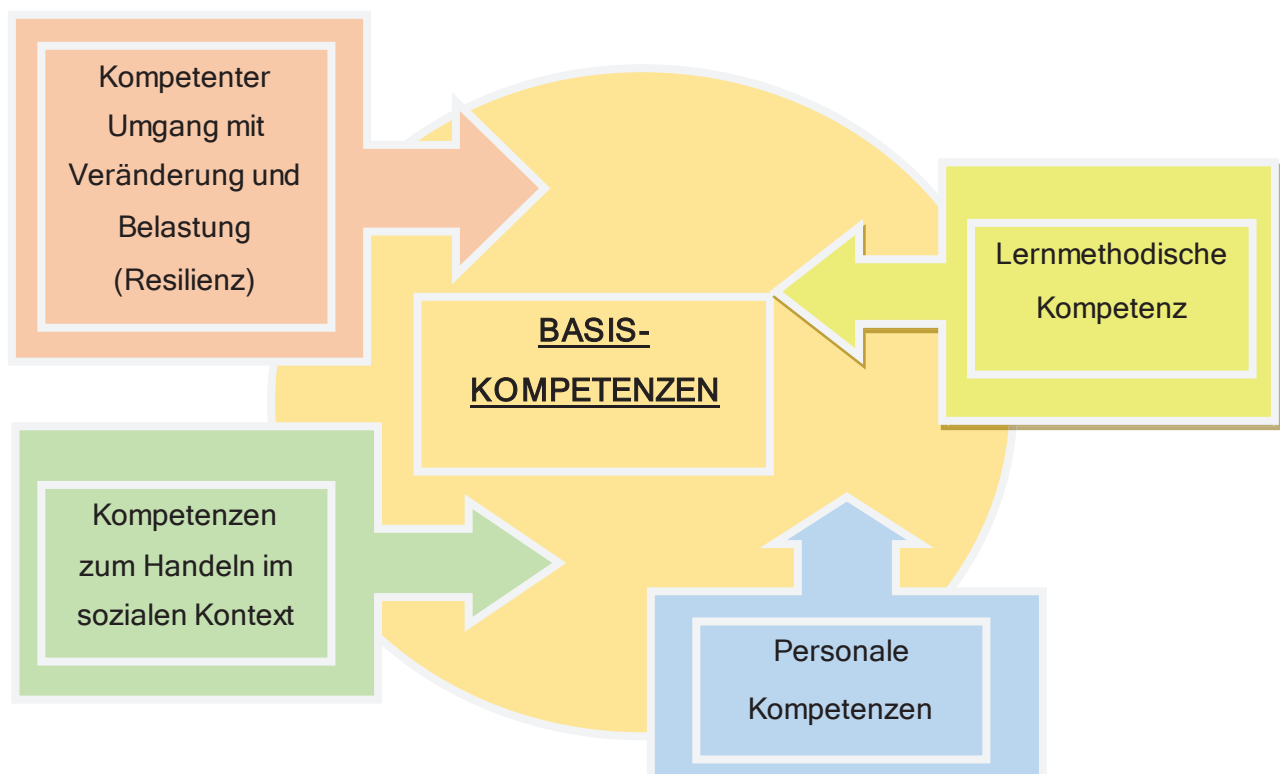 Kompetenter
Umgang mit
Veränderung und
Belastung
(Resilienz)
Lernmethodische
Kompetenz
BASIS-
KOMPETENZEN
Kompetenzen
zum Handeln im
sozialen Kontext
Personale
Kompetenzen